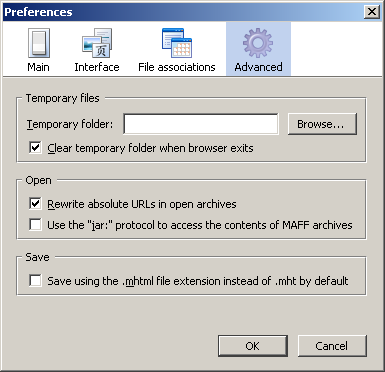 Preferences
Main Interface File associations Advanced
Temporary files
Temporary folder: Browse...
Clear temporary folder when browser exits
Open
Rewrite absolute URLs in open archives
Use the "jar:" protocol to access the contents of MAFF archives
Save
Save using the .mhtml file extension instead of .mht by default
OK Cancel